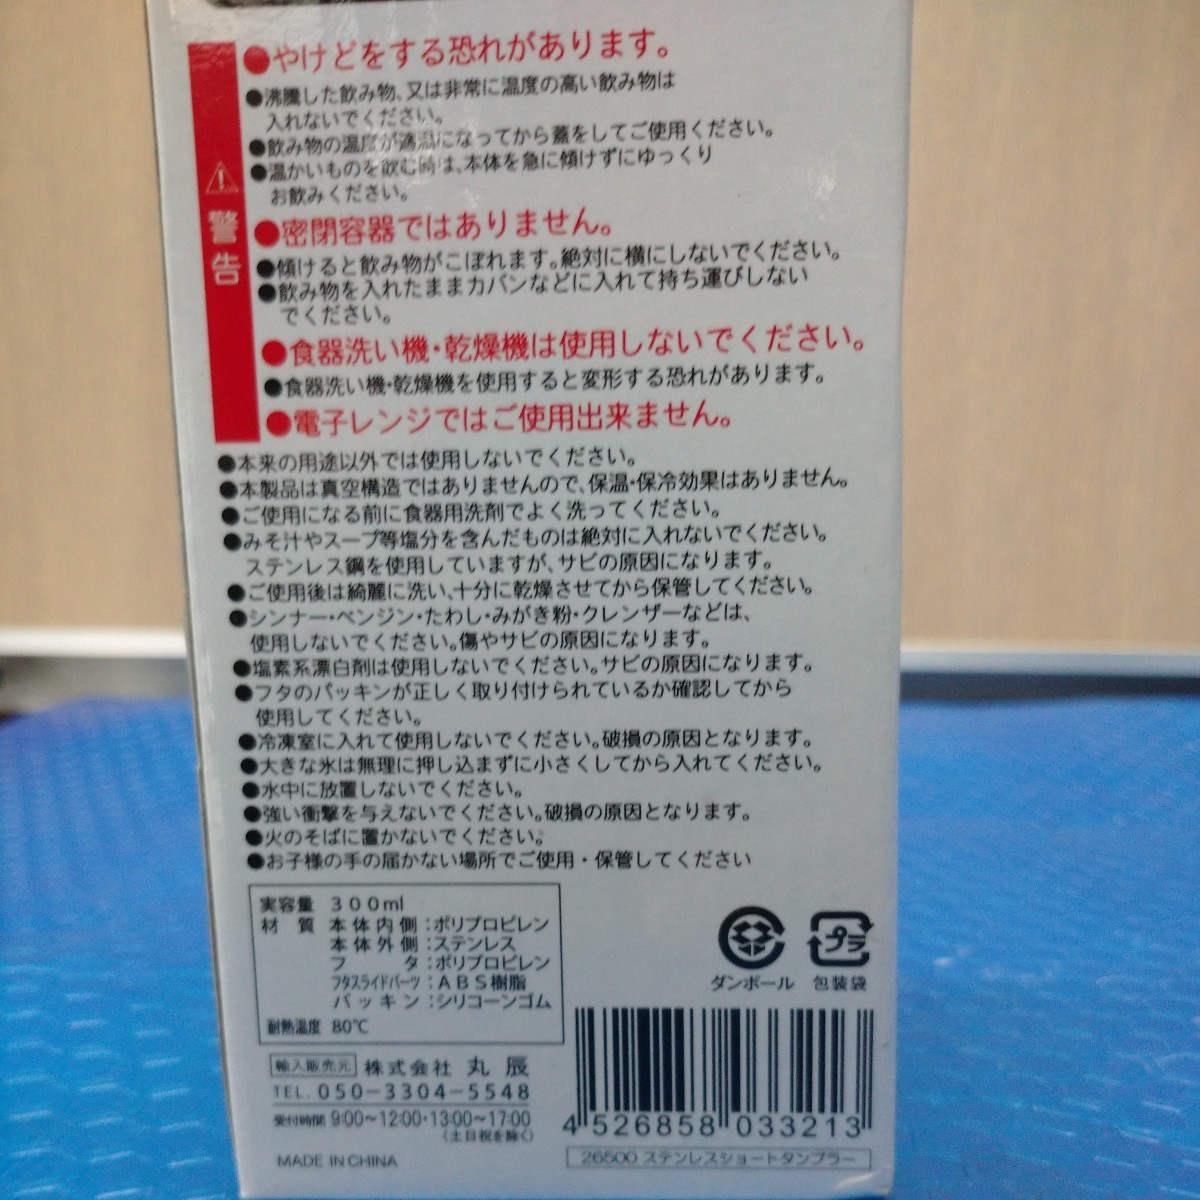 警告
●やけどをする恐れがあります。
●沸騰した飲み物、又は非常に温度の高い飲み物は
入れないでください。
●飲み物の温度が適温になってから蓋をしてご使用ください。
●温かいものを飲む時は、本体を急に傾けずにゆっくり
お飲みください。
●密閉容器ではありません。
●傾けると飲み物がこぼれます。絶対に横にしないでください。
●飲み物を入れたままカバンなどに入れて持ち運びしない
でください。
●食器洗い機・乾燥機は使用しないでください。
●食器洗い機・乾燥機を使用すると変形する恐れがあります。
●電子レンジではご使用出来ません。
●本来の用途以外では使用しないでください。
●本製品は真空構造ではありませんので、保温・保冷効果はありません。
●ご使用になる前に食器用洗剤でよく洗ってください。
●みそ汁やスープ等塩分を含んだものは絶対に入れないでください。
ステンレス鋼を使用していますが、サビの原因になります。
●ご使用後は綺麗に洗い、十分に乾燥させてから保管してください。
●シンナー・ベンジン・たわし・みがき粉・クレンザーなどは、
使用しないでください。傷やサビの原因になります。
●塩素系漂白剤は使用しないでください。サビの原因になります。
●フタのパッキンが正しく取り付けられているか確認してから
使用してください。
●冷凍室に入れて使用しないでください。破損の原因となります。
●大きな氷は無理に押し込まずに小さくしてから入れてください。
●水中に放置しないでください。
●強い衝撃を与えないでください。破損の原因となります。
●火のそばに置かないでください。
●お子様の手の届かない場所でご使用・保管してください
実容量 300ml
材質 本体内側：ポリプロピレン
本体外側：ステンレス
フタ：ポリプロピレン
フタスライドパーツ：ABS樹脂
パッキン：シリコーンゴム
耐熱温度 80℃
プラ
ダンボール 包装袋
輸入販売元 株式会社 丸辰
TEL. 050-3304-5548
受付時間 9:00～12:00・13:00～17:00
（土日祝を除く）
MADE IN CHINA
4 526858 033213
26500 ステンレスショートタンブラー